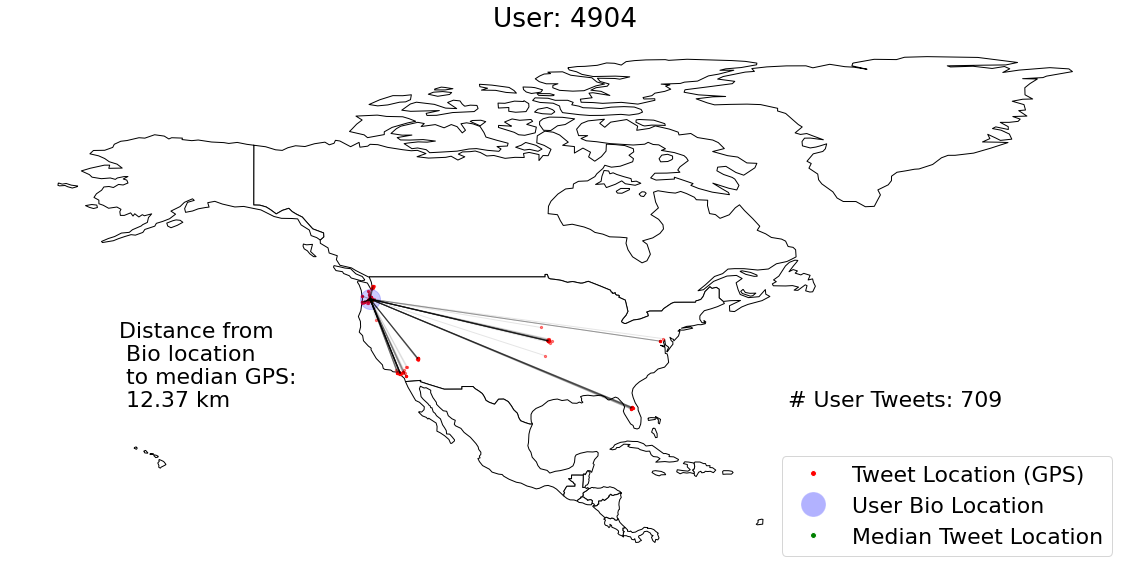 User: 4904
Distance from
Bio location
to median GPS:
12.37 km
# User Tweets: 709
Tweet Location (GPS)
User Bio Location
Median Tweet Location